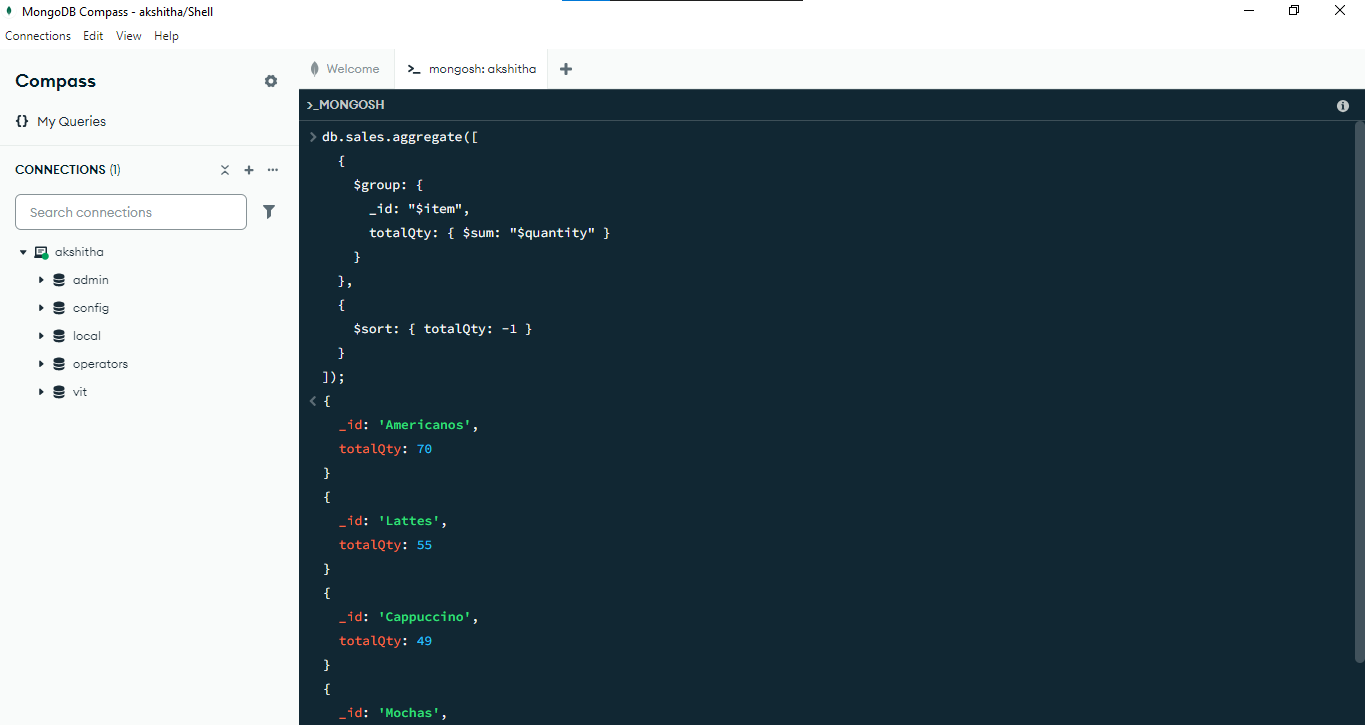 MongoDB Compass - akshitha/Shell
Connections Edit View Help
Compass
{} My Queries
CONNECTIONS (1)
Search connections
akshitha
admin
config
local
operators
vit
Welcome
>_ mongosh: akshitha
+
>_MONGOSH
> db.sales.aggregate([
{
$group: {
_id: "$item",
totalQty: { $sum: "$quantity" }
}
},
{
$sort: { totalQty: -1 }
}
]);
< {
_id: 'Americanos',
totalQty: 70
}
{
_id: 'Lattes',
totalQty: 55
}
{
_id: 'Cappuccino',
totalQty: 49
}
{
_id: 'Mochas',